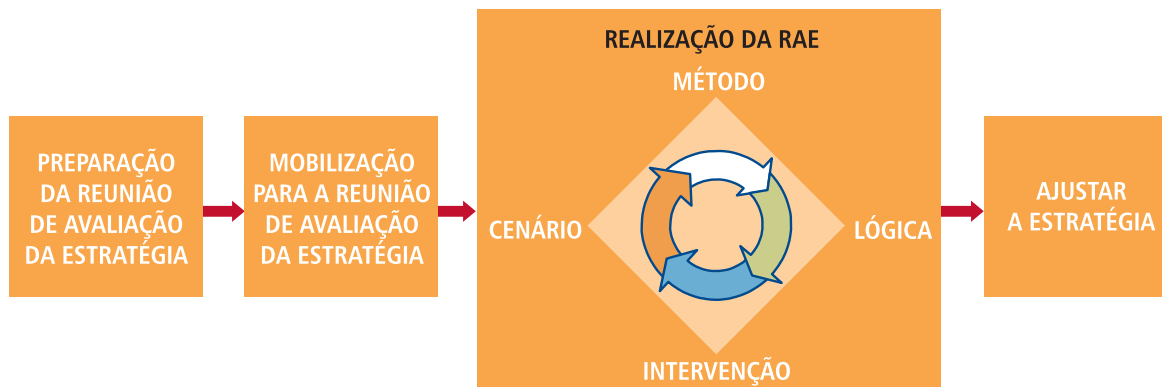 PREPARAÇÃO
DA REUNIÃO
DE AVALIAÇÃO
DA ESTRATÉGIA
MOBILIZAÇÃO
PARA A REUNIÃO
DE AVALIAÇÃO
DA ESTRATÉGIA
REALIZAÇÃO DA RAE
MÉTODO
CENÁRIO
LÓGICA
INTERVENÇÃO
AJUSTAR
A ESTRATÉGIA